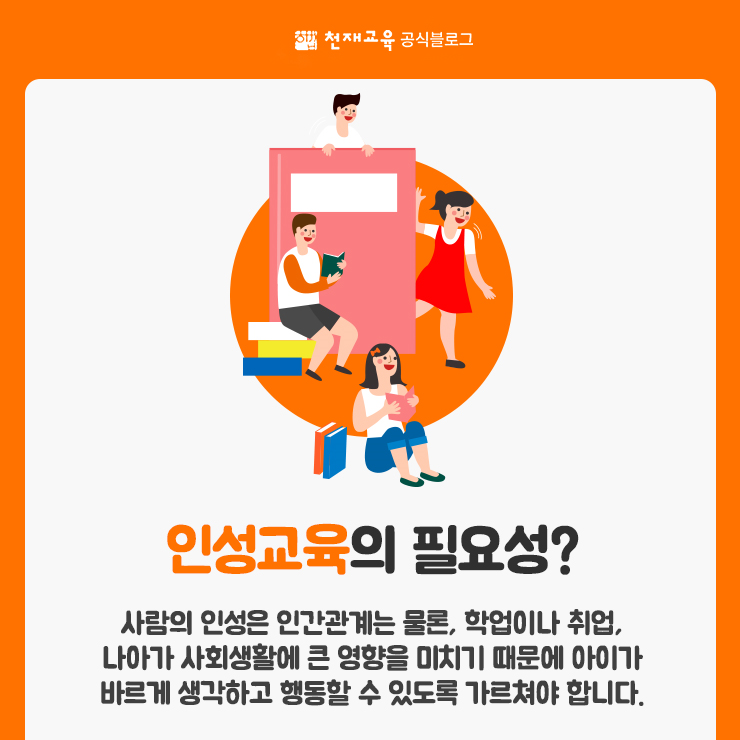 천재교육 공식블로그
인성교육의 필요성?
사람의 인성은 인간관계는 물론, 학업이나 취업,
나아가 사회생활에 큰 영향을 미치기 때문에 아이가
바르게 생각하고 행동할 수 있도록 가르쳐야 합니다.